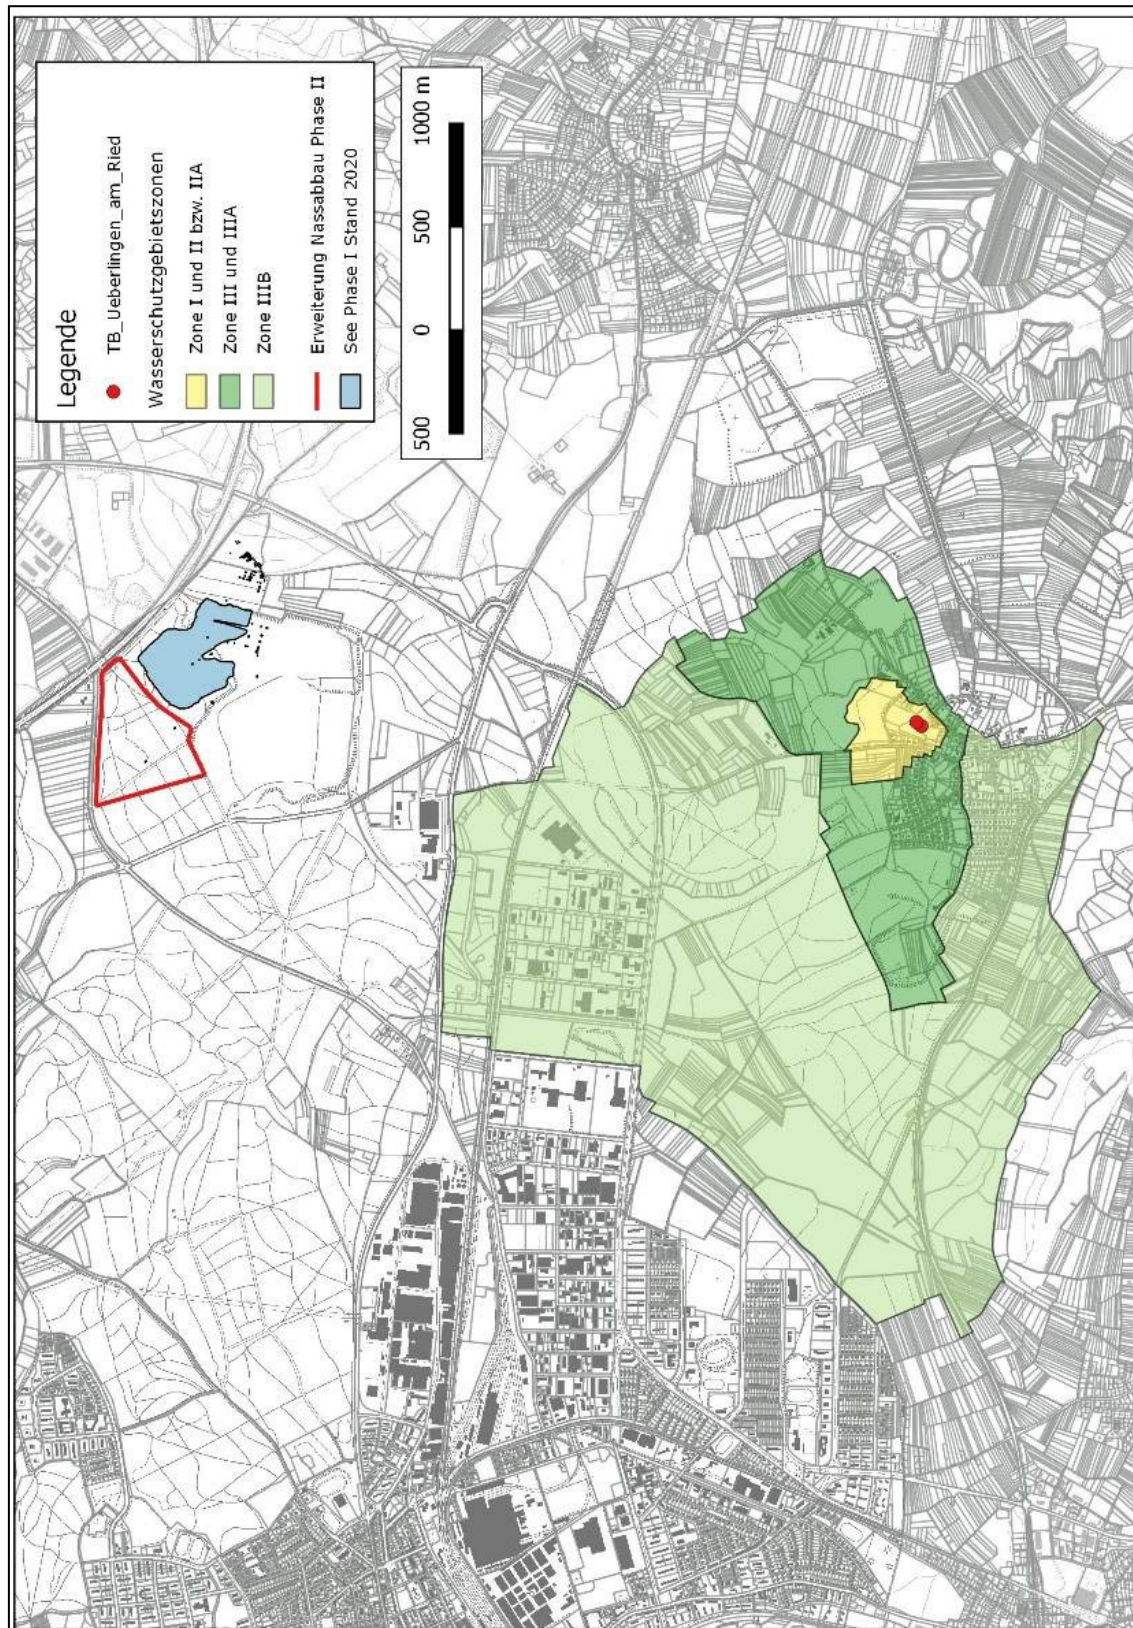 Legende
TB_Ueberlingen_am_Ried
Wasserschutzgebietszonen
Zone I und II bzw. IIA
Zone III und IIIA
Zone IIIB
Erweiterung Nassabbau Phase II
See Phase I Stand 2020
500 0 500 1000 m